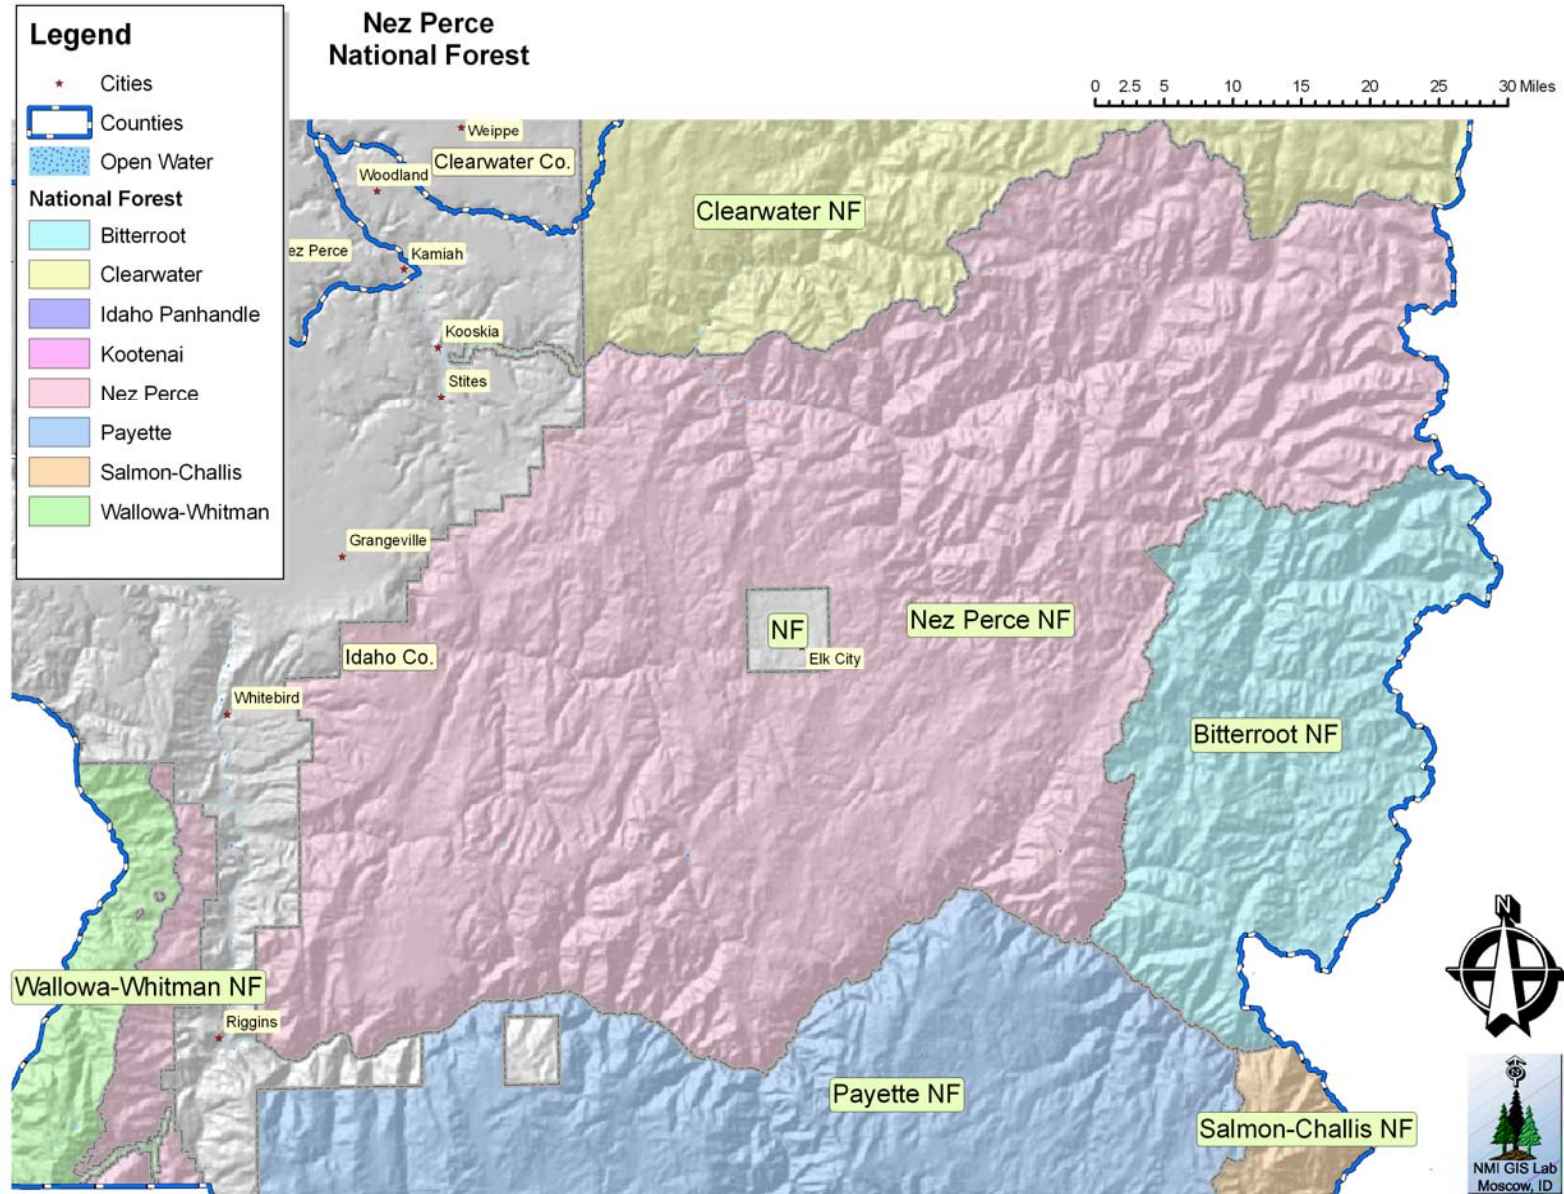 Legend
Cities
Counties
Open Water
National Forest
Bitterroot
Clearwater
Idaho Panhandle
Kootenai
Nez Perce
Payette
Salmon-Challis
Wallowa-Whitman
Nez Perce
National Forest
0 2.5 5 10 15 20 25 30 Miles
Weippe
Clearwater Co.
Woodland
Clearwater NF
ez Perce
Kamiah
Kooskia
Stites
Grangeville
Nez Perce NF
NF
Idaho Co.
Elk City
Whitebird
Bitterroot NF
Wallowa-Whitman NF
Riggins
Payette NF
Salmon-Challis NF
N
N
NMI GIS Lab
Moscow, ID